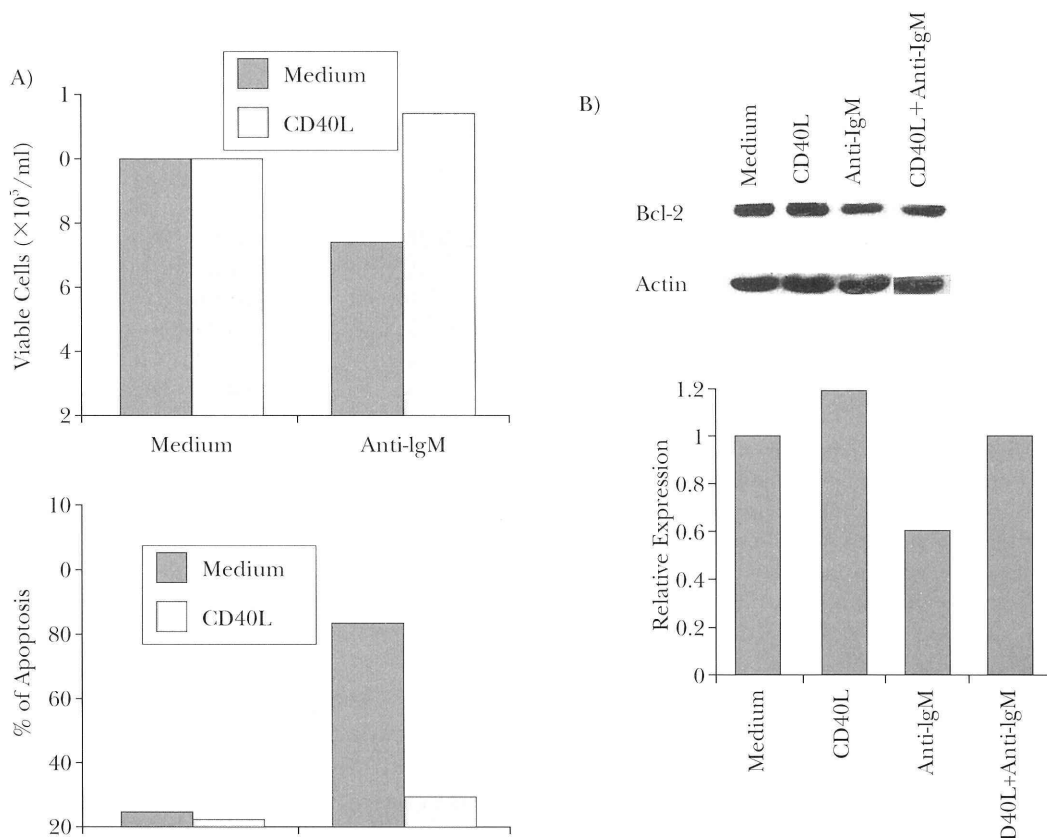 A)
Medium
CD40L
Viable Cells (×10⁵/ml)
1
0
8
6
4
2
Medium
Anti-IgM
% of Apoptosis
10
0
80
60
40
20
Medium
CD40L
B)
Medium
CD40L
Anti-IgM
CD40L+Anti-IgM
Bcl-2
Actin
Relative Expression
1.2
1
0.8
0.6
0.4
0.2
0
Medium
CD40L
Anti-IgM
D40L+Anti-IgM